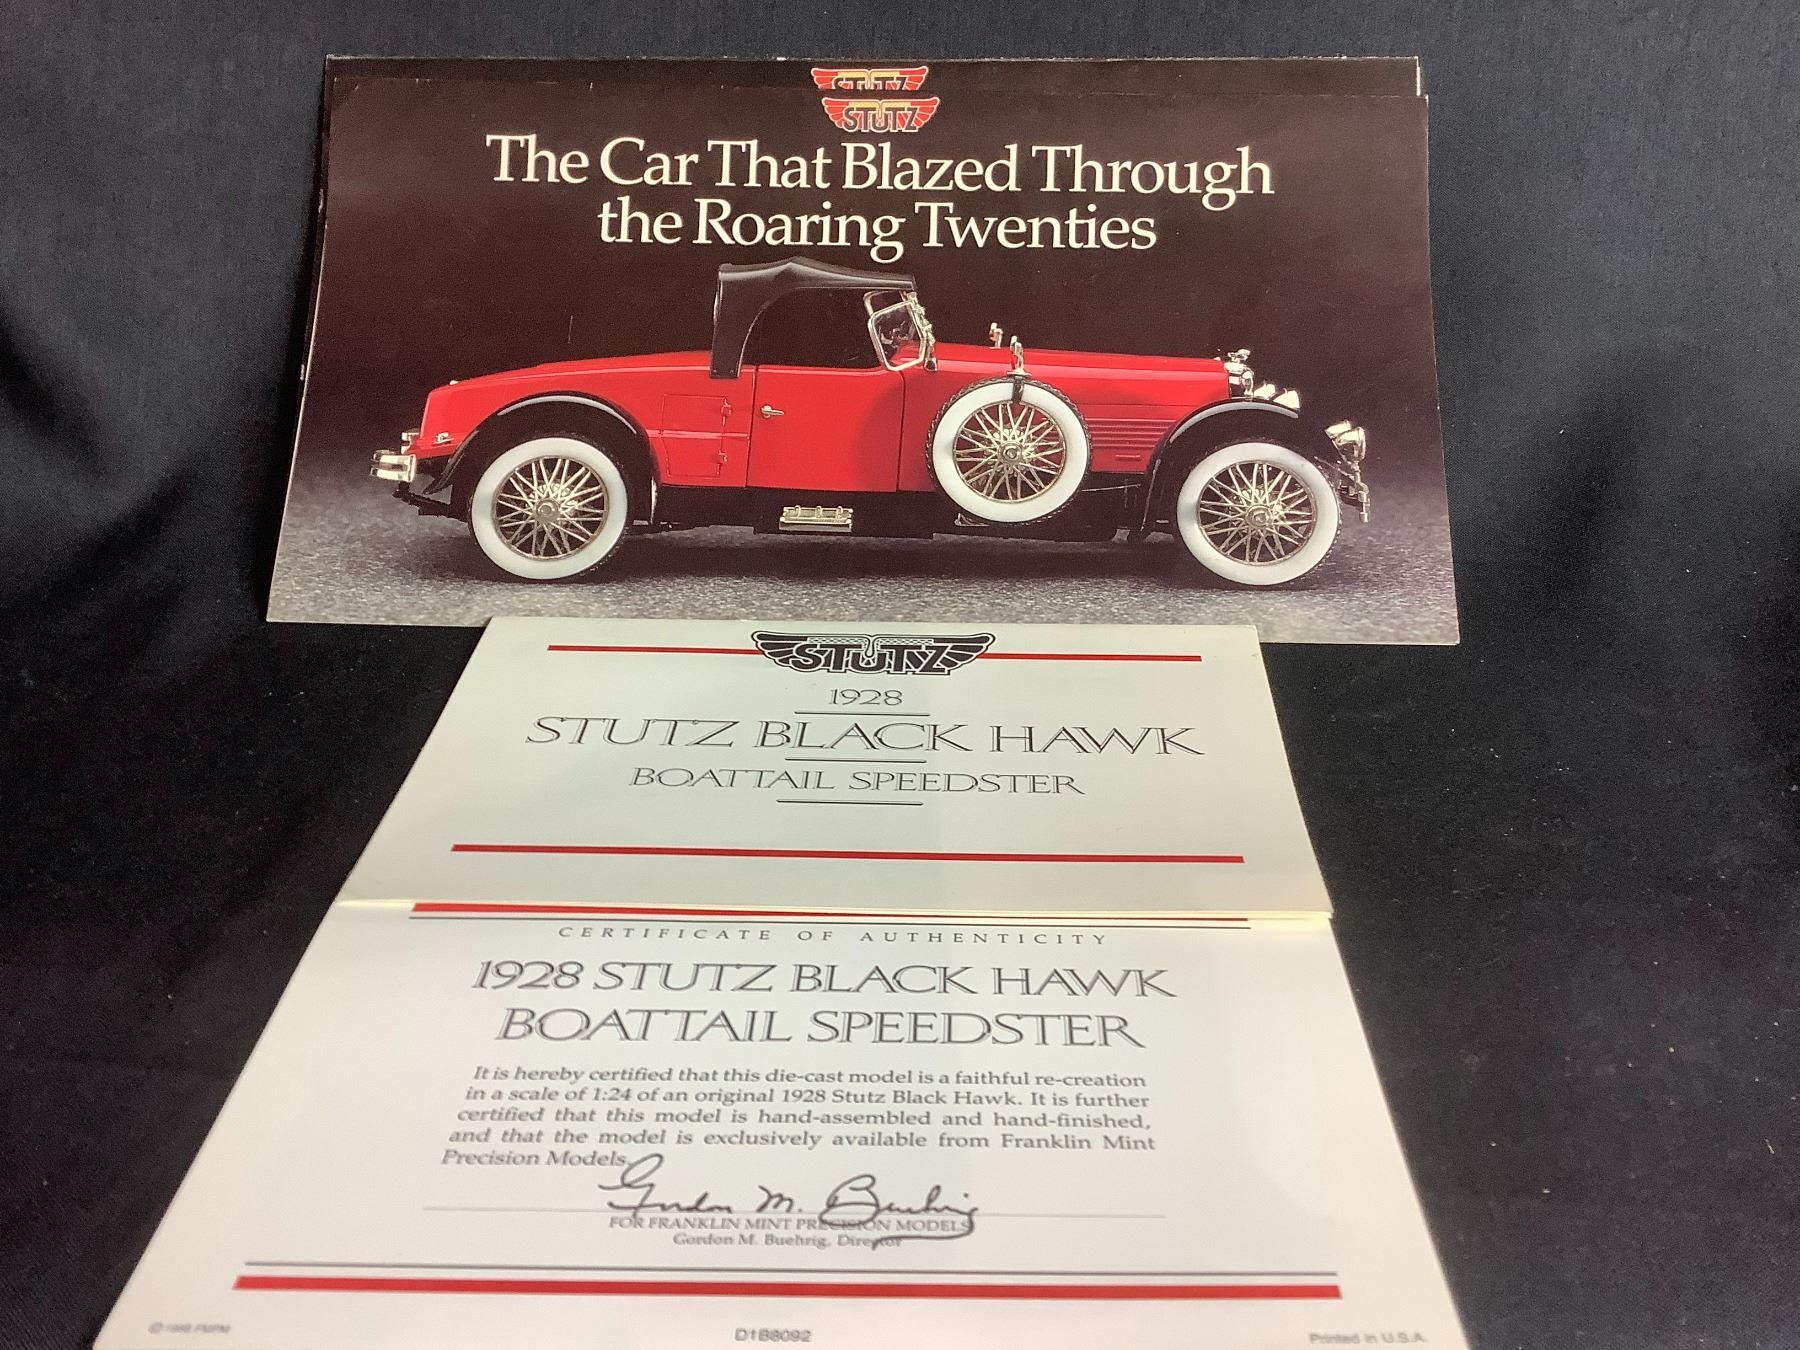 STUTZ
STUTZ
The Car That Blazed Through
the Roaring Twenties
STUTZ
1928
STUTZ BLACK HAWK
BOATTAIL SPEEDSTER
CERTIFICATE OF AUTHENTICITY
1928 STUTZ BLACK HAWK
BOATTAIL SPEEDSTER
It is hereby certified that this die-cast model is a faithful re-creation
in a scale of 1:24 of an original 1928 Stutz Black Hawk. It is further
certified that this model is hand-assembled and hand-finished,
and that the model is exclusively available from Franklin Mint
Precision Models.
Gordon M. Buehrig
FOR FRANKLIN MINT PRECISION MODELS
Gordon M. Buehrig, Director
© FMPM
D1B8092
Printed in U.S.A.